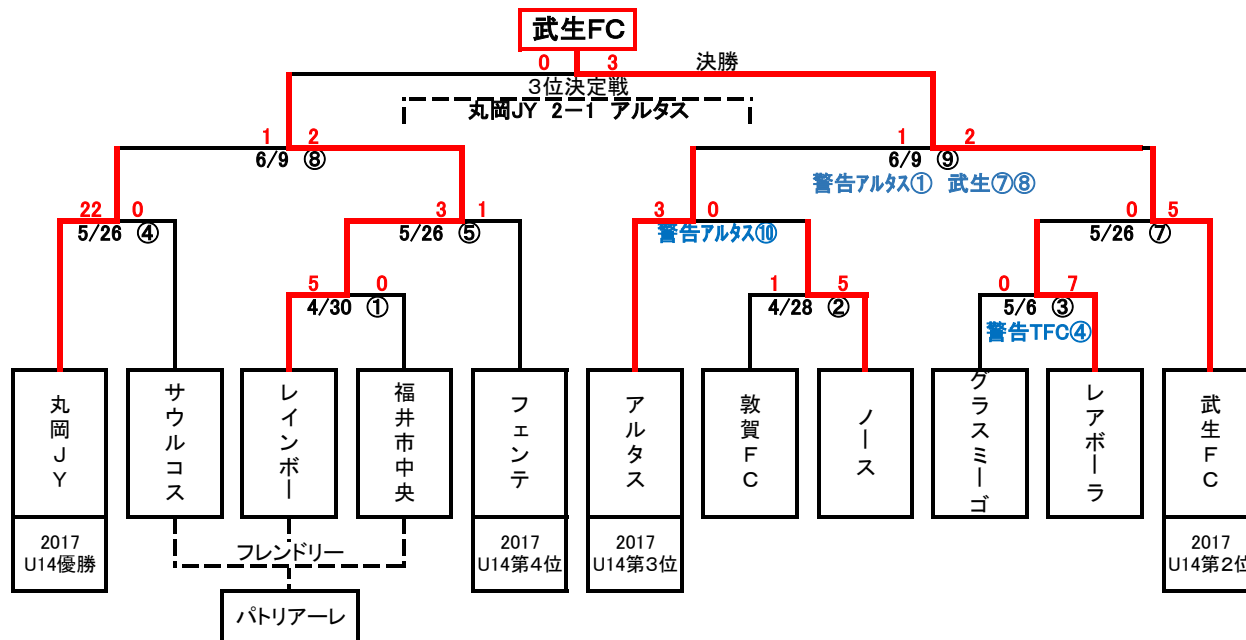 武生FC
0 3 決勝
3位決定戦
丸岡JY 2－1 アルタス
1 2
6/9 ⑧
1 2
6/9 ⑨
警告アルタス① 武生⑦⑧
22 0
5/26 ④
3 1
5/26 ⑤
3 0
警告アルタス⑩
0 5
5/26 ⑦
5 0
4/30 ①
1 5
4/28 ②
0 7
5/6 ③
警告TFC④
丸岡JY
サウルコス
レインボー
福井市中央
フェンテ
アルタス
敦賀FC
ノース
グラスミーゴ
レアボーラ
武生FC
2017
U14優勝
フレンドリー
2017
U14第4位
2017
U14第3位
2017
U14第2位
パトリアーレ